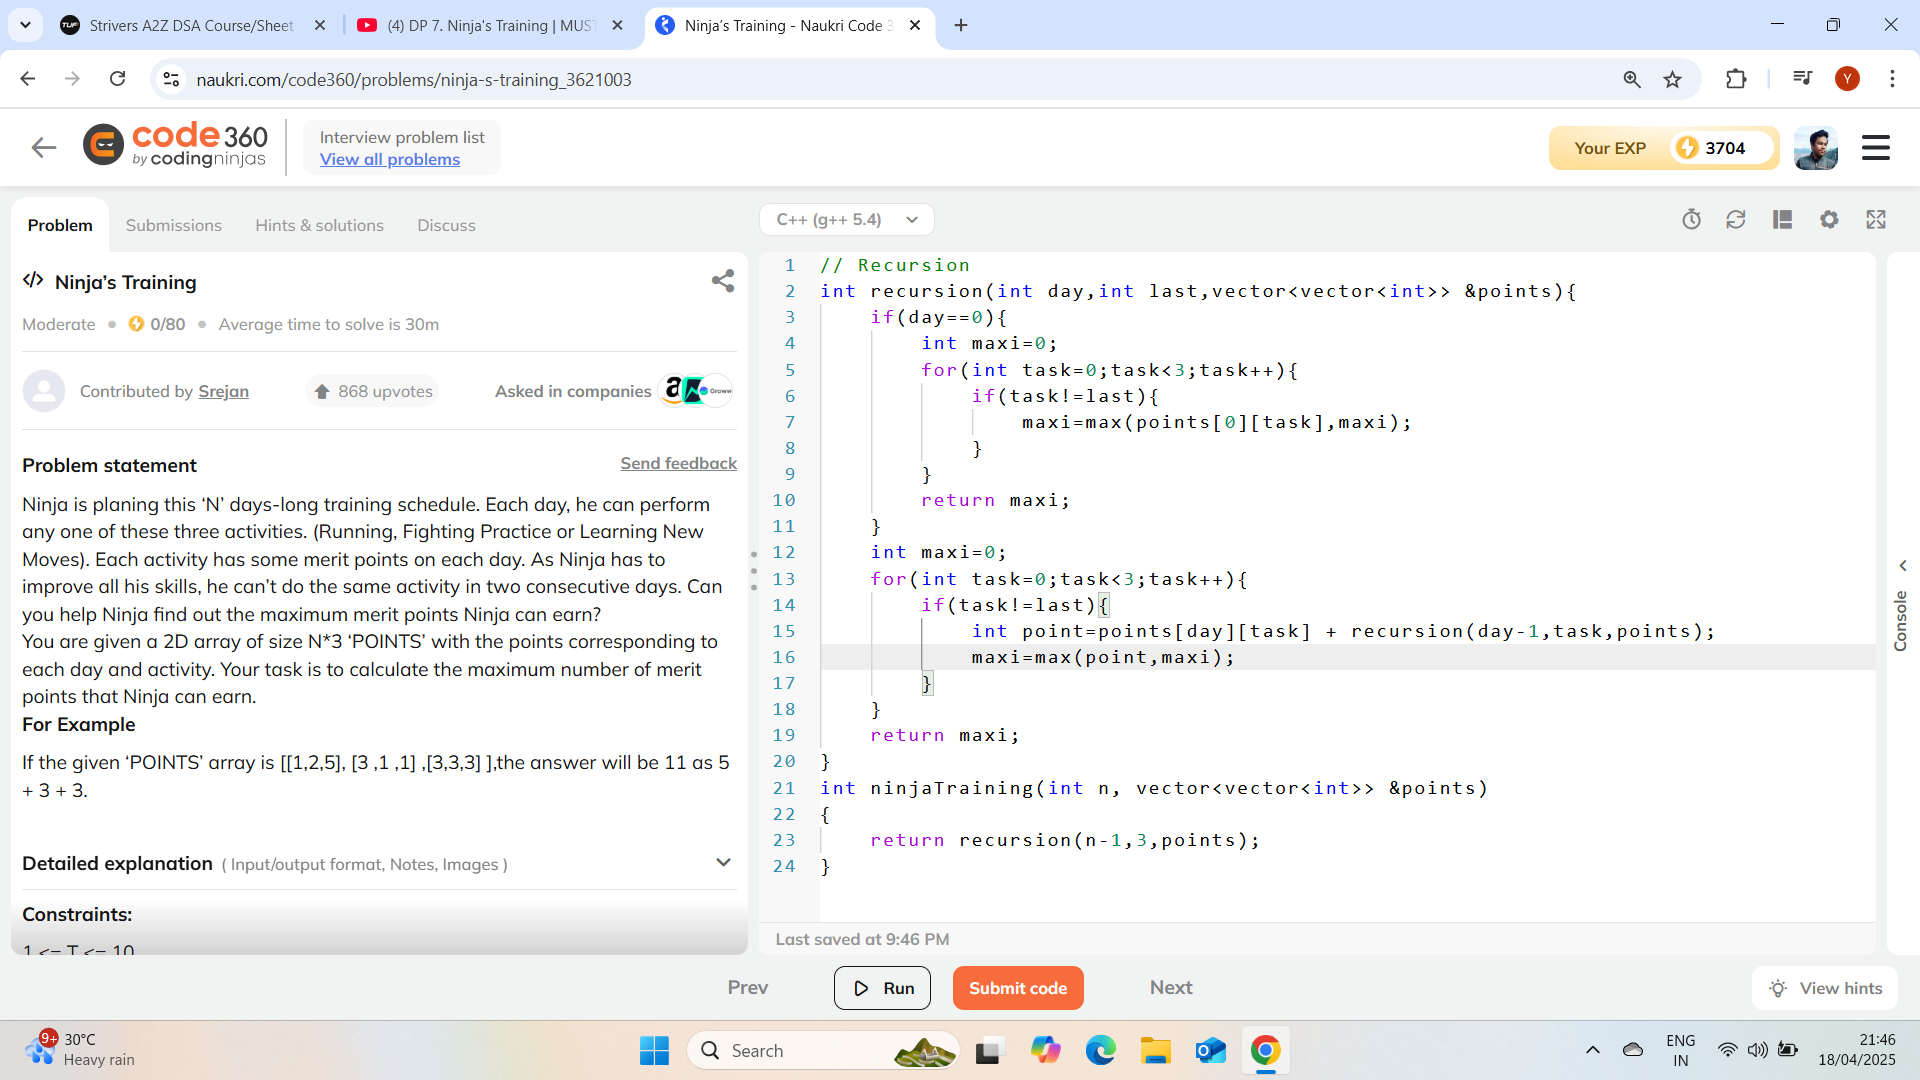 Strivers A2Z DSA Course/Sheet
(4) DP 7. Ninja's Training | MUS
Ninja's Training - Naukri Code 3
naukri.com/code360/problems/ninja-s-training_3621003
Y
code 360
by codingninjas
Interview problem list
View all problems
Your EXP
3704
Problem
Submissions
Hints & solutions
Discuss
C++ (g++ 5.4)
</> Ninja’s Training
Moderate • 0/80 • Average time to solve is 30m
Contributed by Srejan
868 upvotes
Asked in companies
Problem statement
Send feedback
Ninja is planing this ‘N’ days-long training schedule. Each day, he can perform
any one of these three activities. (Running, Fighting Practice or Learning New
Moves). Each activity has some merit points on each day. As Ninja has to
improve all his skills, he can’t do the same activity in two consecutive days. Can
you help Ninja find out the maximum merit points Ninja can earn?
You are given a 2D array of size N*3 ‘POINTS’ with the points corresponding to
each day and activity. Your task is to calculate the maximum number of merit
points that Ninja can earn.
For Example
If the given ‘POINTS’ array is [[1,2,5], [3 ,1 ,1] ,[3,3,3] ],the answer will be 11 as 5
+ 3 + 3.
Detailed explanation ( Input/output format, Notes, Images )
Constraints:
1 <= T <= 10
1 // Recursion
2 int recursion(int day,int last,vector<vector<int>> &points){
3 if(day==0){
4 int maxi=0;
5 for(int task=0;task<3;task++){
6 if(task!=last){
7 maxi=max(points[0][task],maxi);
8 }
9 }
10 return maxi;
11 }
12 int maxi=0;
13 for(int task=0;task<3;task++){
14 if(task!=last){
15 int point=points[day][task] + recursion(day-1,task,points);
16 maxi=max(point,maxi);
17 }
18 }
19 return maxi;
20 }
21 int ninjaTraining(int n, vector<vector<int>> &points)
22 {
23 return recursion(n-1,3,points);
24 }
Last saved at 9:46 PM
Console
Prev
Run
Submit code
Next
View hints
9+
30°C
Heavy rain
Search
ENG
IN
21:46
18/04/2025